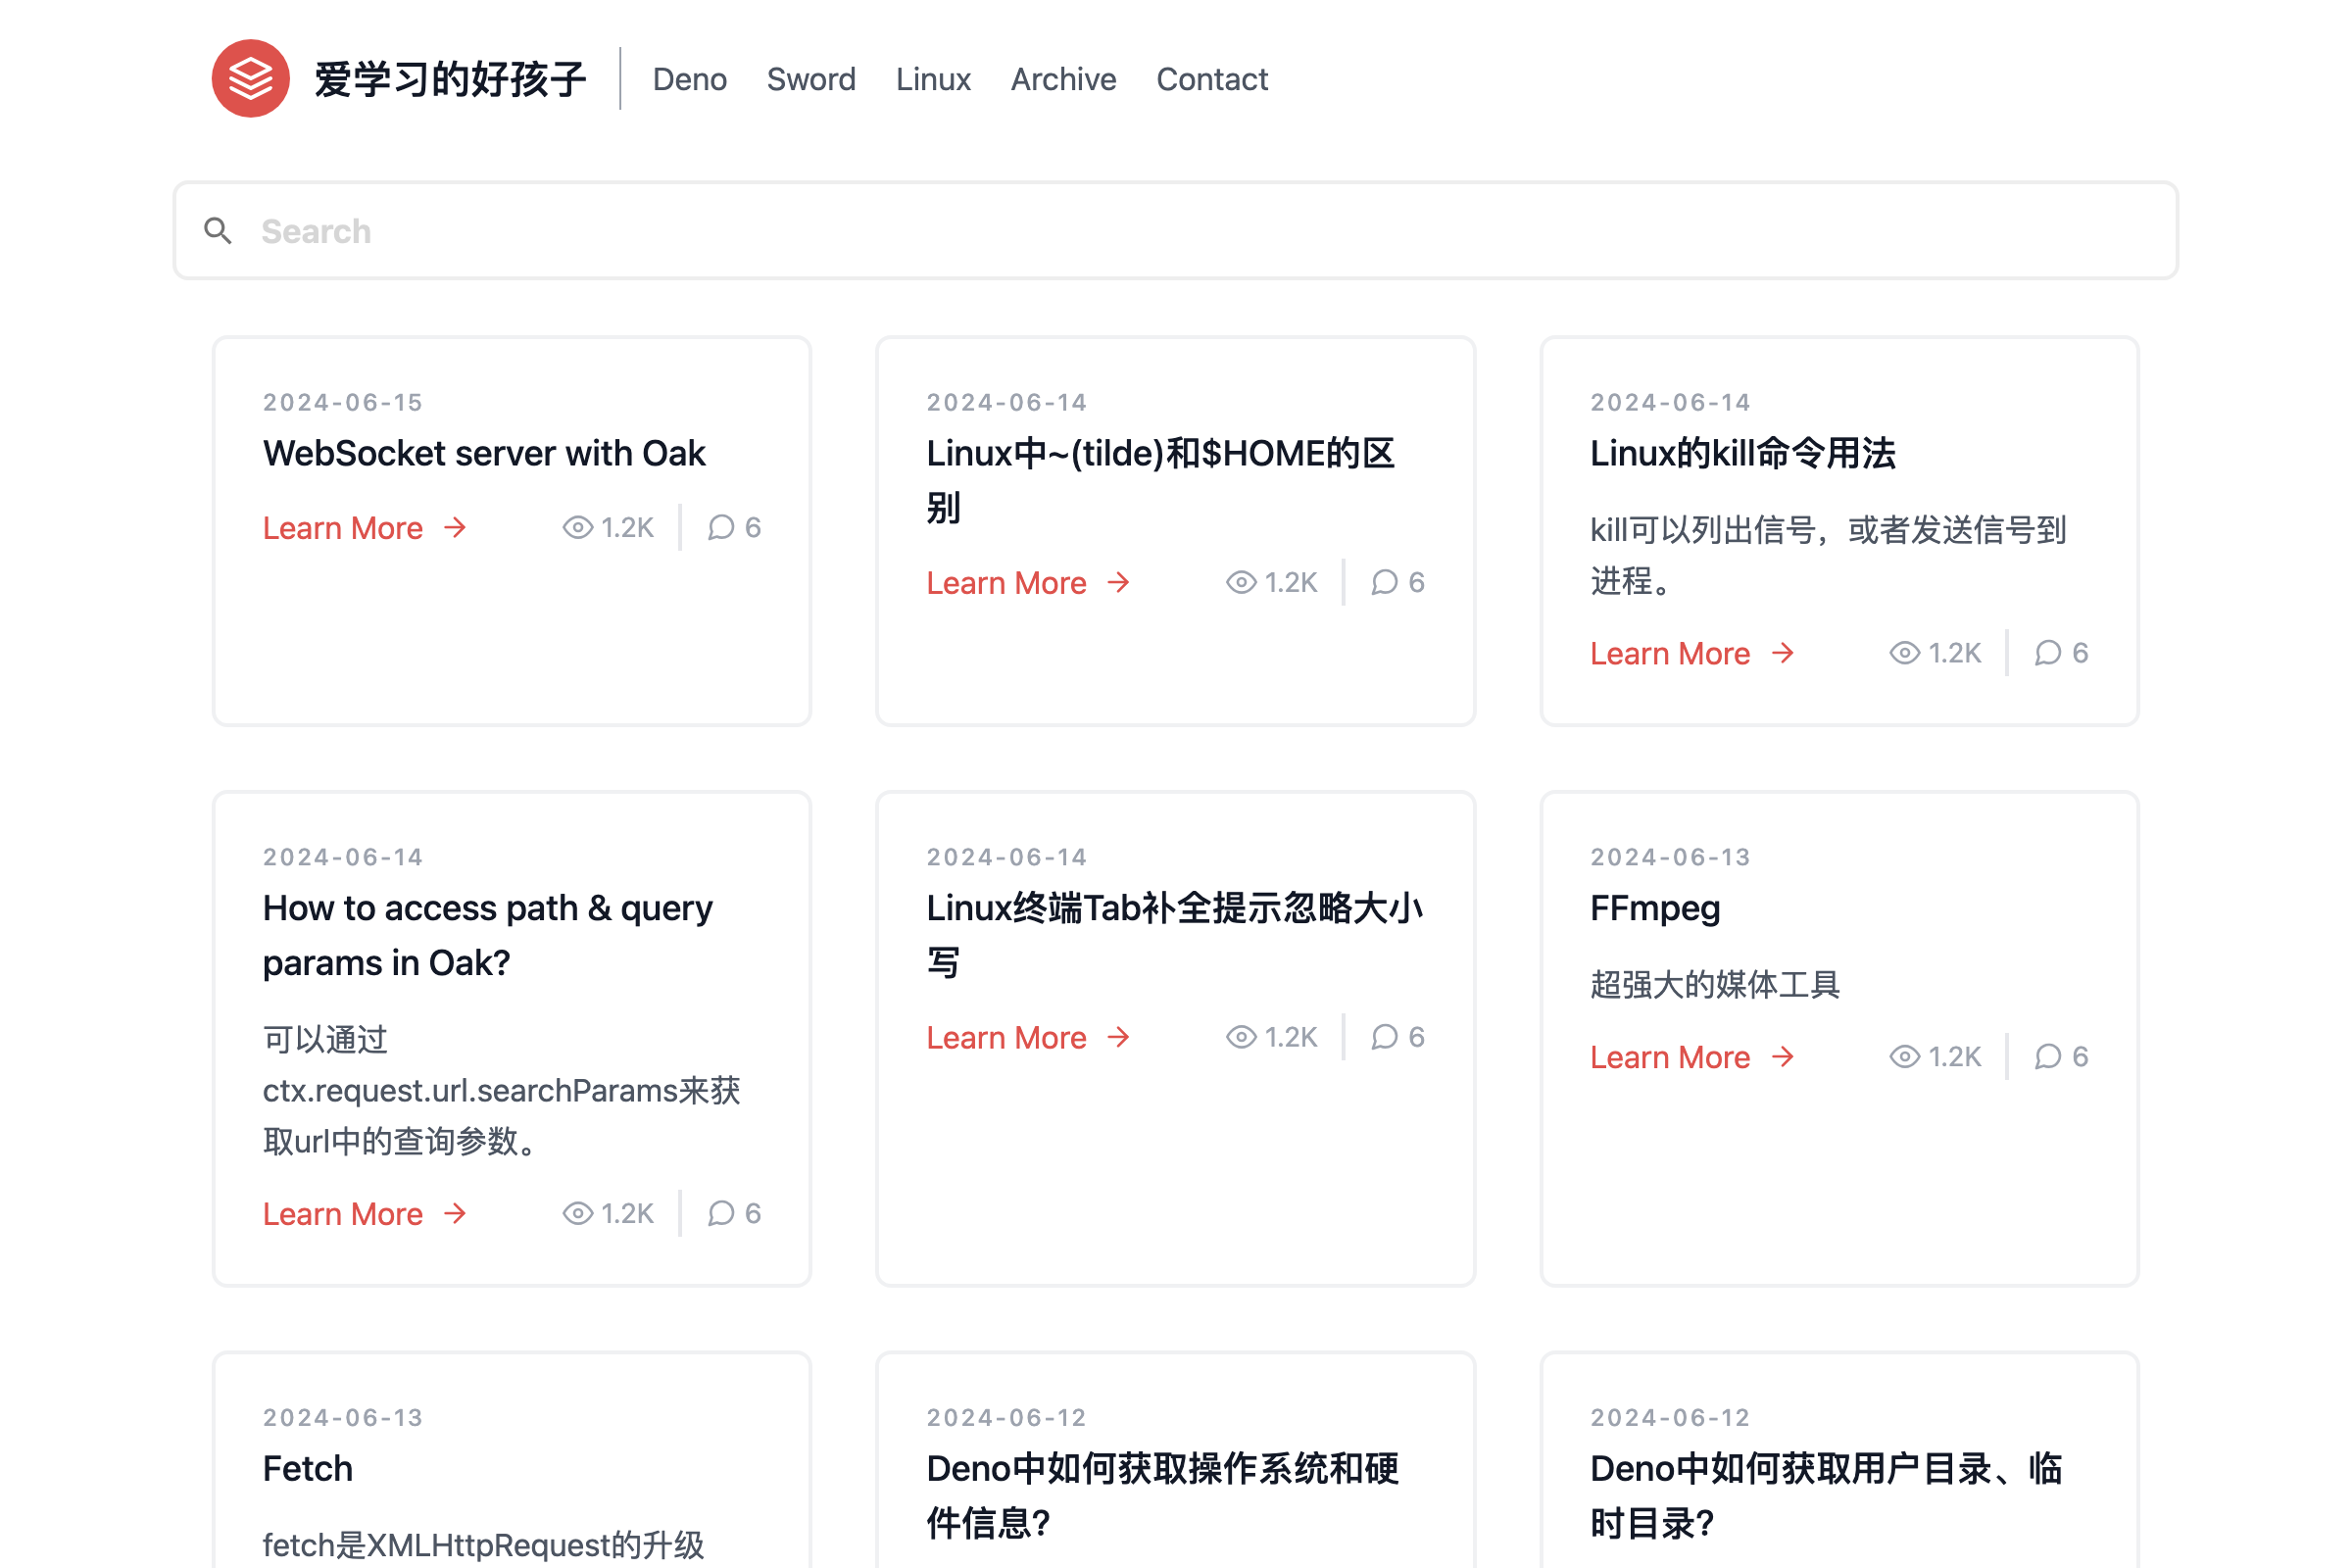 爱学习的好孩子
Deno Sword Linux Archive Contact
Search
2024-06-15
WebSocket server with Oak
Learn More → 1.2K 6
2024-06-14
Linux中~(tilde)和$HOME的区
别
Learn More → 1.2K 6
2024-06-14
Linux的kill命令用法
kill可以列出信号，或者发送信号到
进程。
Learn More → 1.2K 6
2024-06-14
How to access path & query
params in Oak?
可以通过
ctx.request.url.searchParams来获
取url中的查询参数。
Learn More → 1.2K 6
2024-06-14
Linux终端Tab补全提示忽略大小
写
Learn More → 1.2K 6
2024-06-13
FFmpeg
超强大的媒体工具
Learn More → 1.2K 6
2024-06-13
Fetch
fetch是XMLHttpRequest的升级
2024-06-12
Deno中如何获取操作系统和硬
件信息?
2024-06-12
Deno中如何获取用户目录、临
时目录?